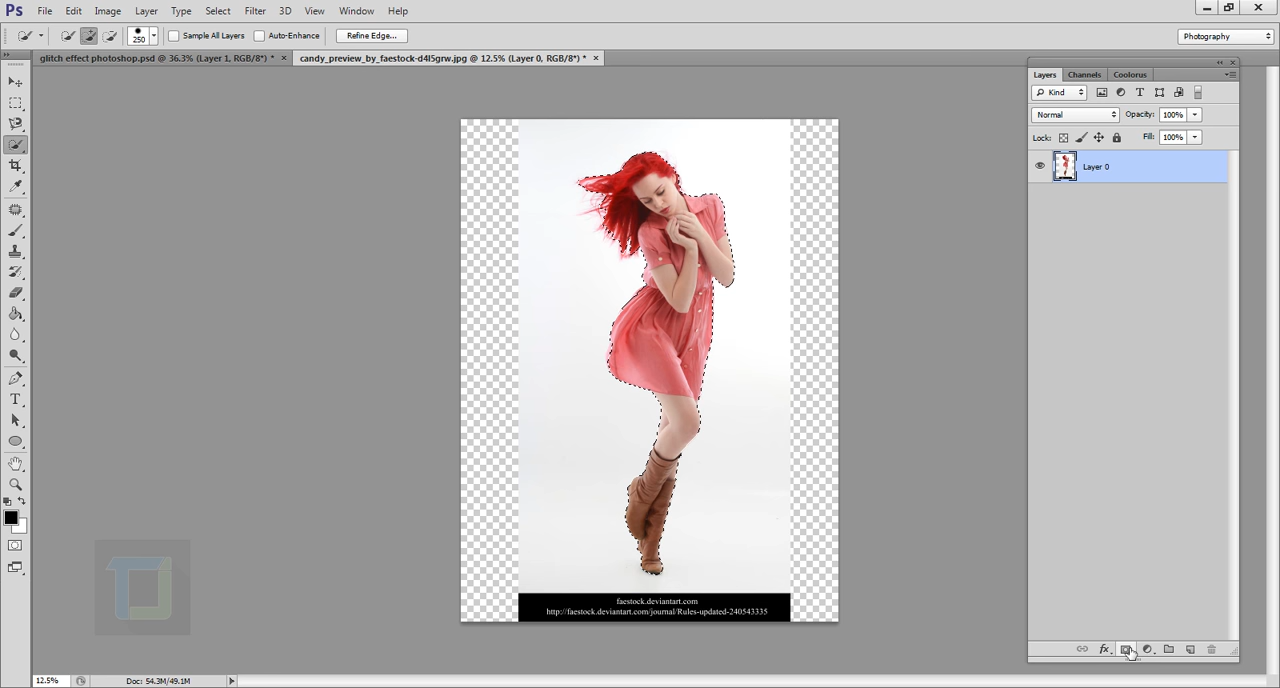 Ps File Edit Image Layer Type Select Filter 3D View Window Help
250 Sample All Layers Auto-Enhance Refine Edge... Photography
glitch effect photoshop.psd @ 36.3% (Layer 1, RGB/8*) * × candy_preview_by_faestock-d4l5grw.jpg @ 12.5% (Layer 0, RGB/8*) * ×
Layers Channels Coolorus
Kind
Normal Opacity: 100%
Lock: Fill: 100%
Layer 0
faestock.deviantart.com
http://faestock.deviantart.com/journal/Rules-updated-240543335
fx
12.5% Doc: 54.3M/49.1M